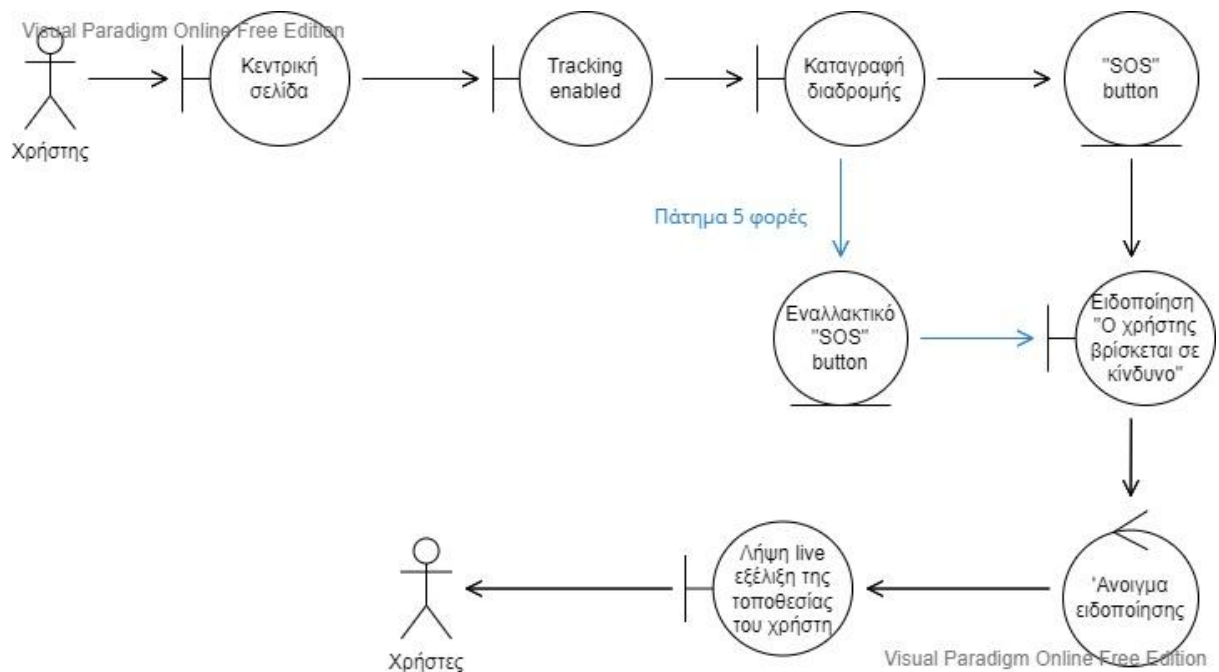 Visual Paradigm Online Free Edition
Χρήστης
Κεντρική
σελίδα
Tracking
enabled
Καταγραφή
διαδρομής
"SOS"
button
Πάτημα 5 φορές
Εναλλακτικό
"SOS"
button
Ειδοποίηση
"Ο χρήστης
βρίσκεται σε
κίνδυνο"
'Ανοιγμα
ειδοποίησης
Λήψη live
εξέλιξη της
τοποθεσίας
του χρήστη
Χρήστες
Visual Paradigm Online Free Edition